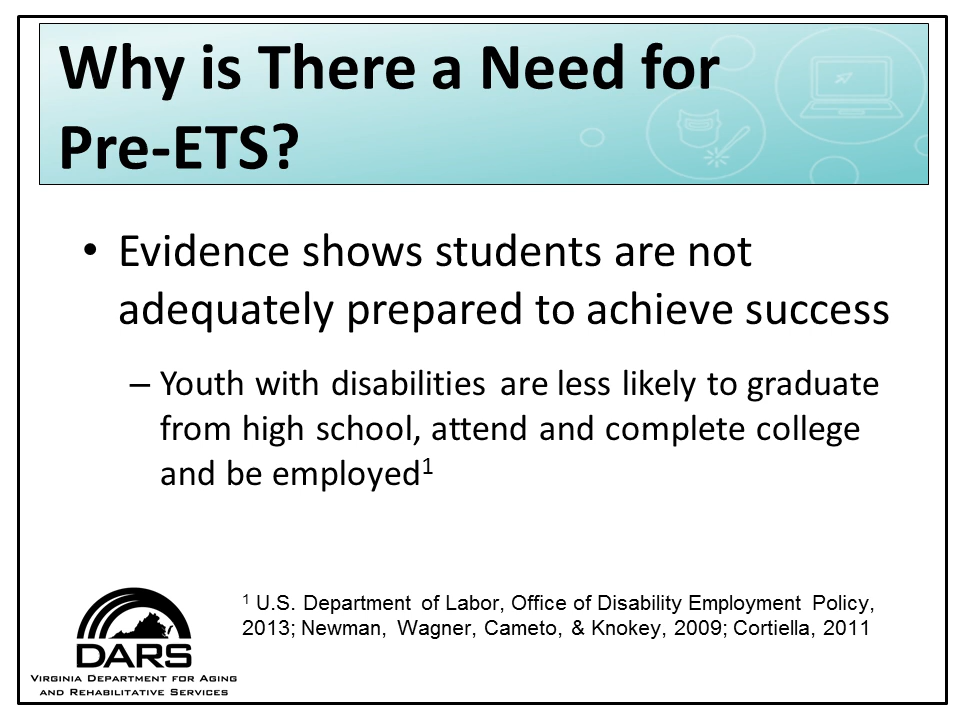 Why is There a Need for
Pre-ETS?
• Evidence shows students are not
adequately prepared to achieve success
– Youth with disabilities are less likely to graduate
from high school, attend and complete college
and be employed¹
¹ U.S. Department of Labor, Office of Disability Employment Policy,
2013; Newman, Wagner, Cameto, & Knokey, 2009; Cortiella, 2011
DARS
Virginia Department for Aging
and Rehabilitative Services